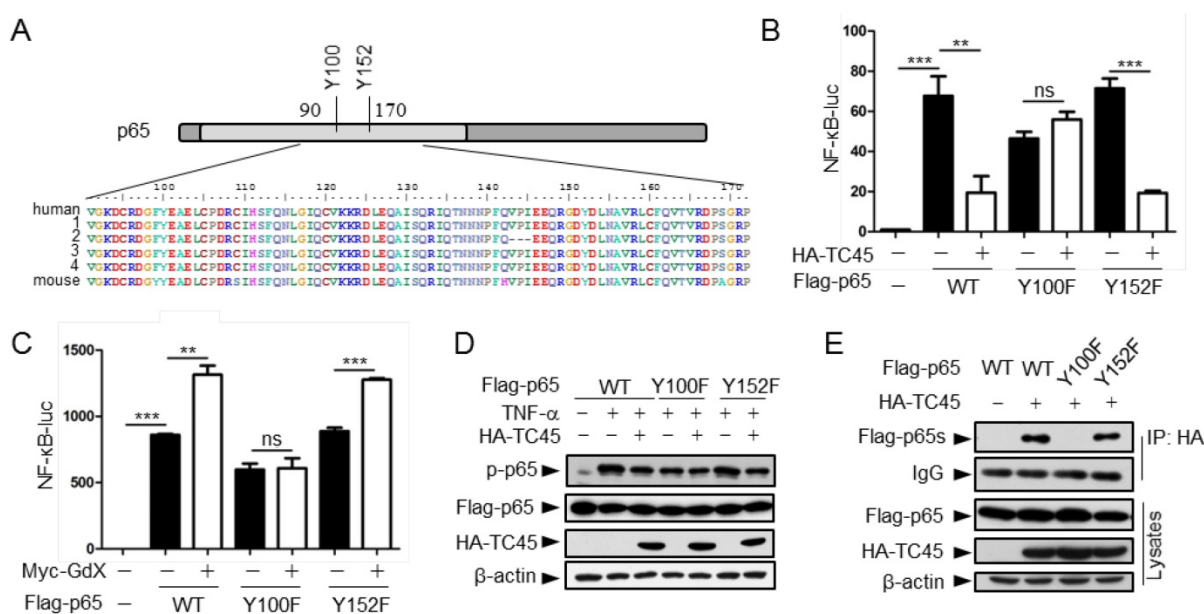 A
Y100
Y152
90
170
p65
100 110 120 130 140 150 160 170
human VGKDCRDGFYEAELCPDRCIHSFQNLGIQCVKKRDLEQAISQRIQTNNNPFQVPIEEQRGDYDLNAVRLCFQVTVRDPSGRP
1
2
3
4
mouse VGKDCRDGYYEAELCPDRSIHSFQNLGIQCVKKRDLEQAISQRIQTNNNPFHVPIEEQRGDYDLNAVRLCFQVTVRDPAGRP
B
NF-κB-luc
100
80
60
40
20
0
*** ** ns ***
HA-TC45 – – + – + – +
Flag-p65 – WT Y100F Y152F
C
NF-κB-luc
1500
1000
500
0
*** ** ns ***
Myc-GdX – – + – + – +
Flag-p65 – WT Y100F Y152F
D
Flag-p65 WT Y100F Y152F
TNF-α – + + + + + +
HA-TC45 – – + – + – +
p-p65
Flag-p65
HA-TC45
β-actin
E
Flag-p65 WT WT Y100F Y152F
HA-TC45 – + + +
Flag-p65s
IgG
IP: HA
Flag-p65
HA-TC45
β-actin
Lysates